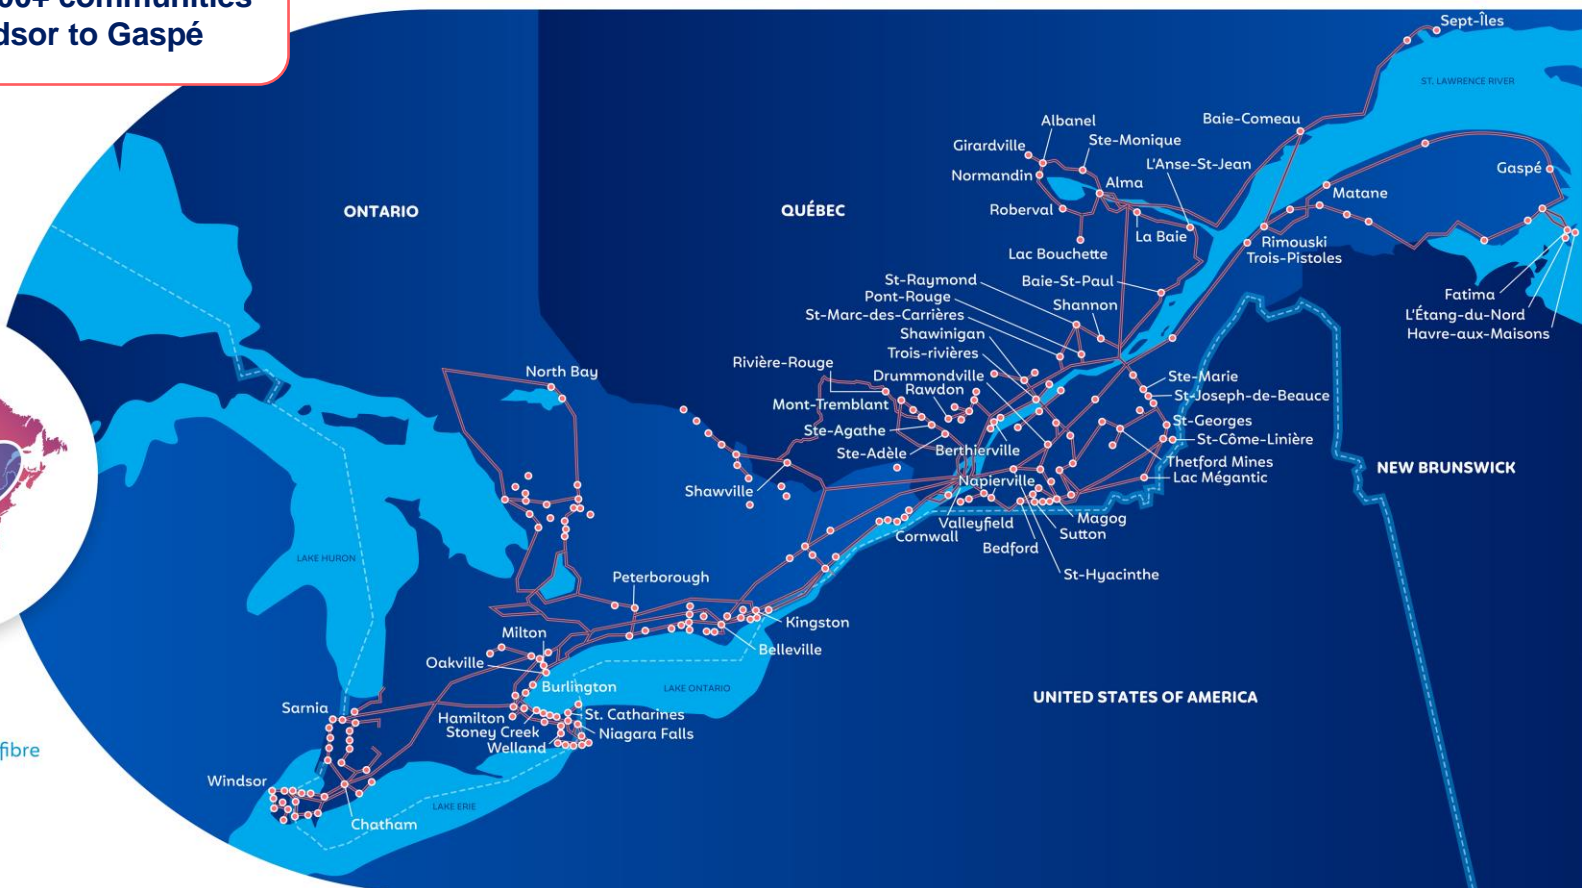 communities
to Gaspé
Sept-Îles
ST. LAWRENCE RIVER
Baie-Comeau
Albanel
Girardville
Ste-Monique
L'Anse-St-Jean
Gaspé
Normandin
Alma
Matane
ONTARIO
QUÉBEC
Roberval
La Baie
Rimouski
Lac Bouchette
Trois-Pistoles
St-Raymond
Baie-St-Paul
Pont-Rouge
Shannon
Fatima
St-Marc-des-Carrières
L'Étang-du-Nord
Shawinigan
Havre-aux-Maisons
Trois-rivières
Rivière-Rouge
North Bay
Drummondville
Ste-Marie
Rawdon
St-Joseph-de-Beauce
Mont-Tremblant
St-Georges
Ste-Agathe
St-Côme-Linière
Ste-Adèle
Berthierville
Thetford Mines
NEW BRUNSWICK
Lac Mégantic
Shawville
Napierville
Magog
Valleyfield
Sutton
Cornwall
Bedford
LAKE HURON
St-Hyacinthe
Peterborough
Kingston
Milton
Belleville
Oakville
Burlington
LAKE ONTARIO
UNITED STATES OF AMERICA
Sarnia
Hamilton
St. Catharines
Stoney Creek
Niagara Falls
Welland
fibre
Windsor
LAKE ERIE
Chatham